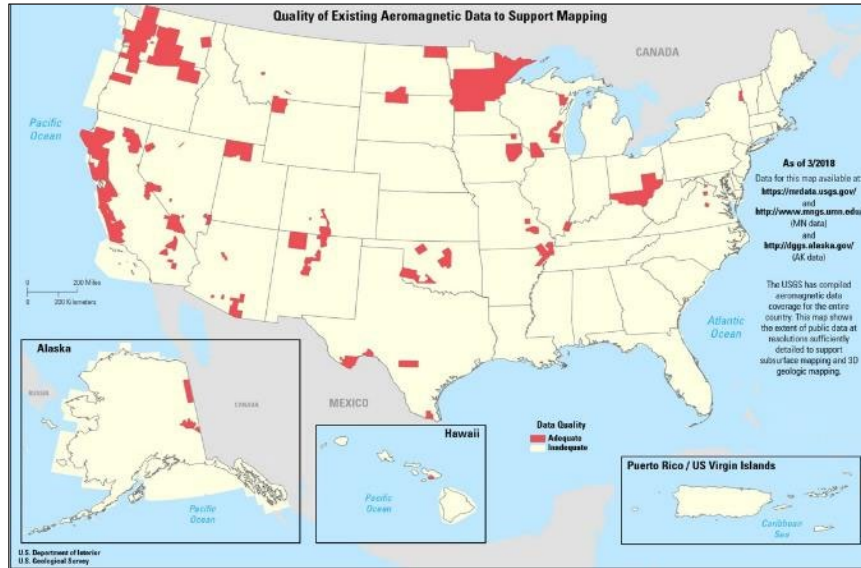 Quality of Existing Aeromagnetic Data to Support Mapping
CANADA
Pacific
Ocean
As of 3/2018
Data for this map available at:
https://mrdata.usgs.gov/
and
http://www.mngs.umn.edu/
(MN data)
and
http://dggs.alaska.gov/
(AK data)
The USGS has compiled
aeromagnetic data
coverage for the entire
country. This map shows
the extent of public data at
resolutions sufficiently
detailed to support
subsurface mapping and 3D
geologic mapping.
0 200 Miles
0 200 Kilometers
Atlantic
Ocean
MEXICO
Alaska
RUSSIA
CANADA
Pacific
Ocean
Hawaii
Pacific
Ocean
Data Quality
Adequate
Inadequate
Puerto Rico / US Virgin Islands
Caribbean
Sea
U.S. Department of Interior
U.S. Geological Survey